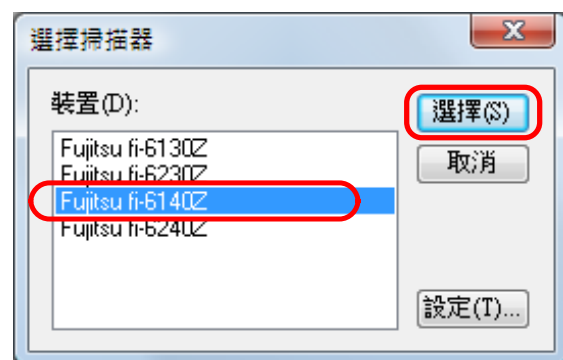 選擇掃描器
裝置(D):
Fujitsu fi-6130Z
Fujitsu fi-6230Z
Fujitsu fi-6140Z
Fujitsu fi-6240Z
選擇(S)
取消
設定(T)...